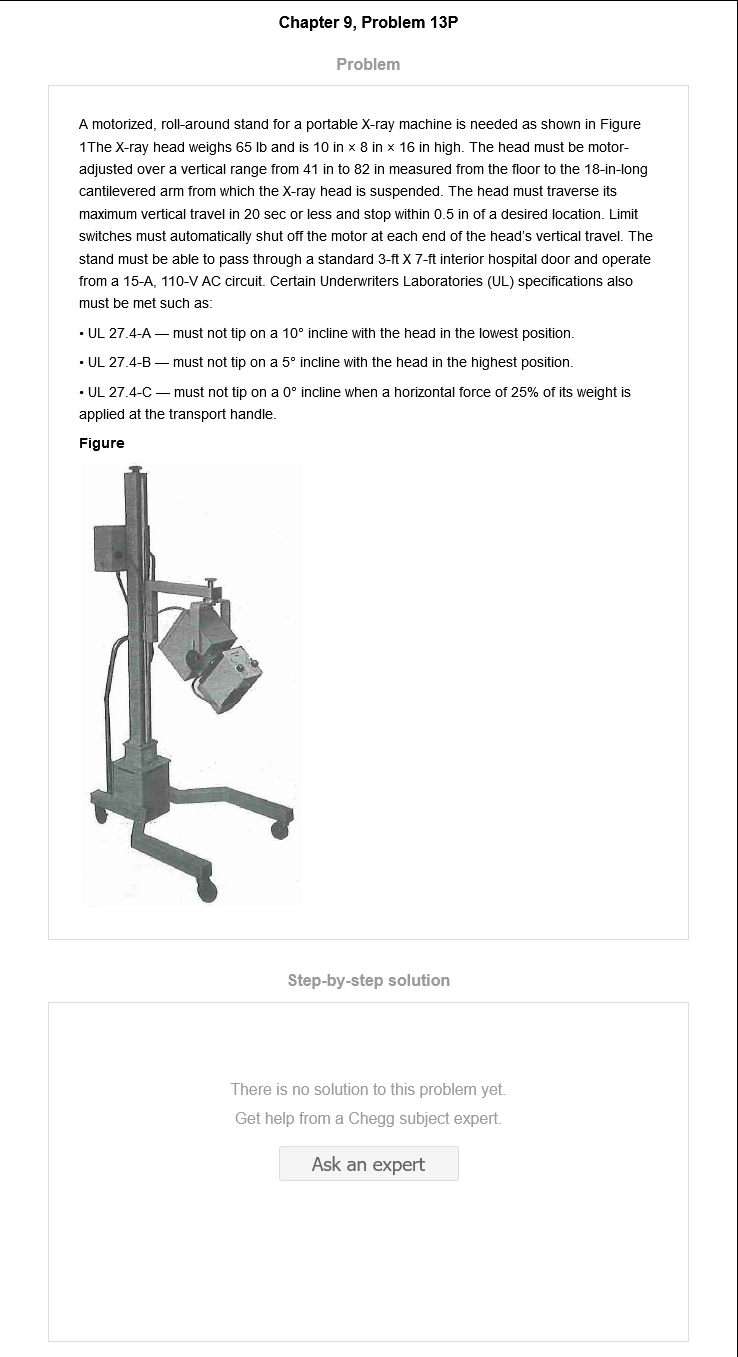 Chapter 9, Problem 13P
Problem
A motorized, roll-around stand for a portable X-ray machine is needed as shown in Figure
1The X-ray head weighs 65 lb and is 10 in × 8 in × 16 in high. The head must be motor-
adjusted over a vertical range from 41 in to 82 in measured from the floor to the 18-in-long
cantilevered arm from which the X-ray head is suspended. The head must traverse its
maximum vertical travel in 20 sec or less and stop within 0.5 in of a desired location. Limit
switches must automatically shut off the motor at each end of the head's vertical travel. The
stand must be able to pass through a standard 3-ft X 7-ft interior hospital door and operate
from a 15-A, 110-V AC circuit. Certain Underwriters Laboratories (UL) specifications also
must be met such as:
• UL 27.4-A — must not tip on a 10° incline with the head in the lowest position.
• UL 27.4-B — must not tip on a 5° incline with the head in the highest position.
• UL 27.4-C — must not tip on a 0° incline when a horizontal force of 25% of its weight is
applied at the transport handle.
Figure
Step-by-step solution
There is no solution to this problem yet.
Get help from a Chegg subject expert.
Ask an expert